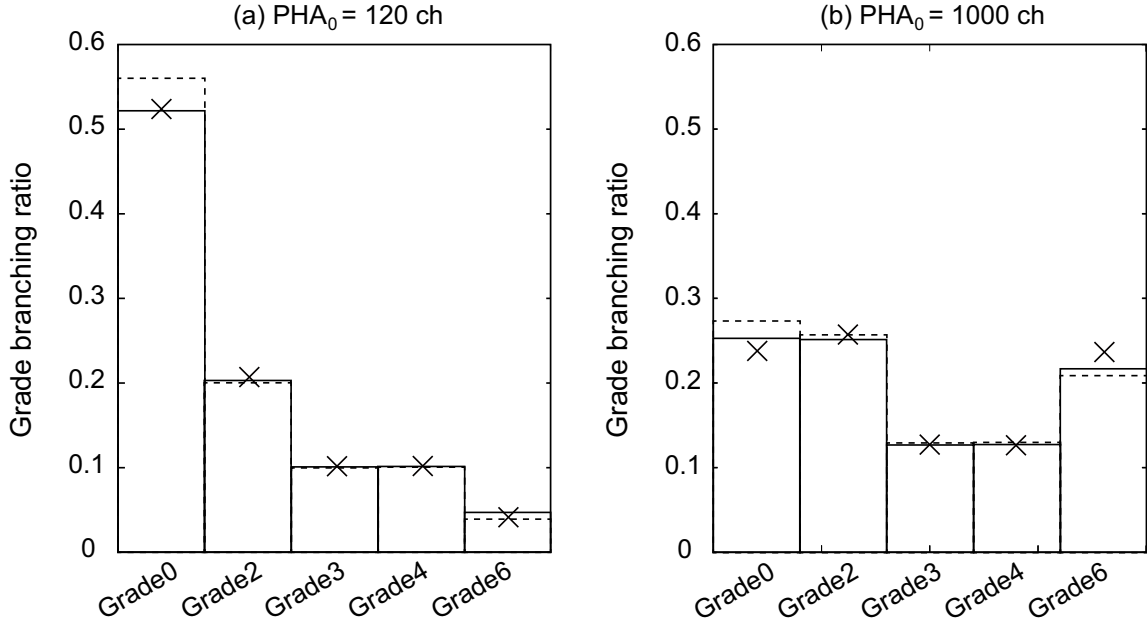 (a) PHA₀ = 120 ch
Grade branching ratio
0.6
0.5
0.4
0.3
0.2
0.1
0
Grade0
Grade2
Grade3
Grade4
Grade6
(b) PHA₀ = 1000 ch
Grade branching ratio
0.6
0.5
0.4
0.3
0.2
0.1
0
Grade0
Grade2
Grade3
Grade4
Grade6